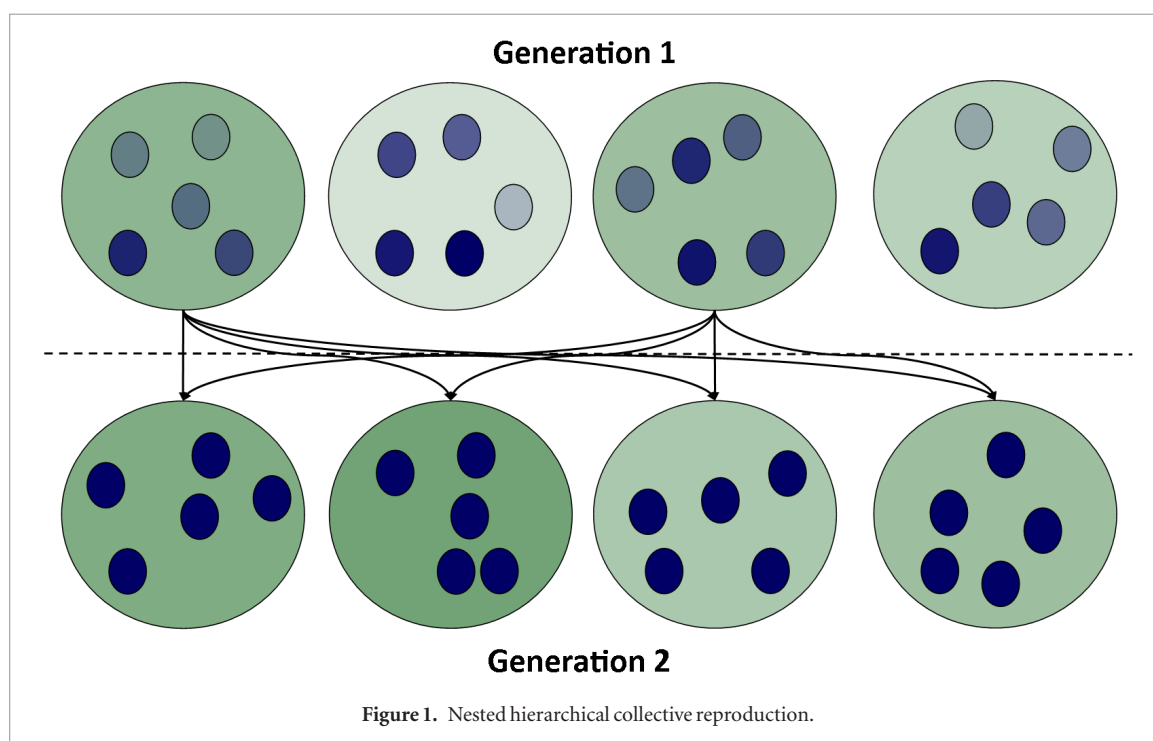 Generation 1
Generation 2
Figure 1. Nested hierarchical collective reproduction.